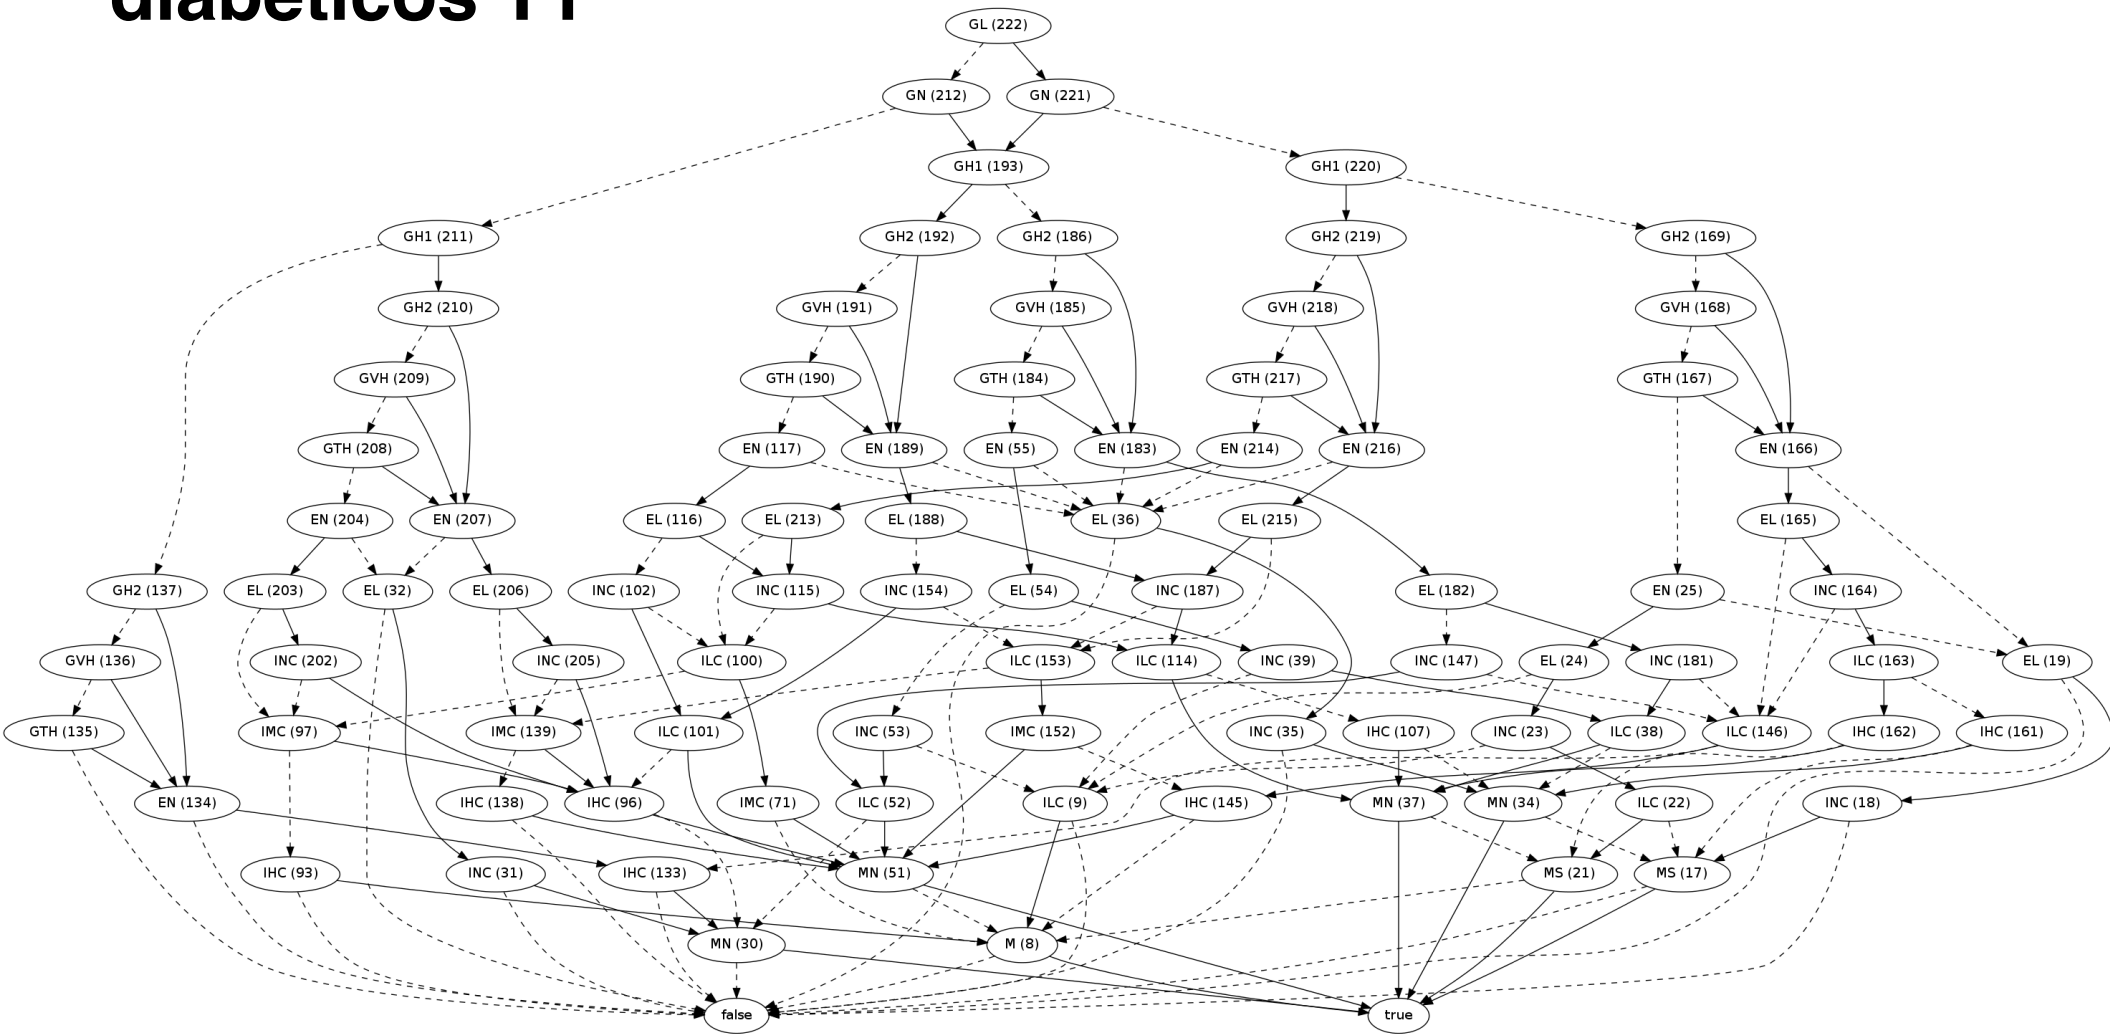 diabéticos T1
GL (222)
GN (212) GN (221)
GH1 (193) GH1 (220)
GH1 (211) GH2 (192) GH2 (186) GH2 (219) GH2 (169)
GH2 (210) GVH (191) GVH (185) GVH (218) GVH (168)
GVH (209) GTH (190) GTH (184) GTH (217) GTH (167)
GTH (208) EN (117) EN (189) EN (55) EN (183) EN (214) EN (216) EN (166)
EN (204) EN (207) EL (116) EL (213) EL (188) EL (36) EL (215) EL (165)
GH2 (137) EL (203) EL (32) EL (206) INC (102) INC (115) INC (154) EL (54) INC (187) EL (182) EN (25) INC (164)
GVH (136) INC (202) INC (205) ILC (100) ILC (153) ILC (114) INC (39) INC (147) EL (24) INC (181) ILC (163) EL (19)
GTH (135) IMC (97) IMC (139) ILC (101) INC (53) IMC (152) INC (35) IHC (107) INC (23) ILC (38) ILC (146) IHC (162) IHC (161)
EN (134) IHC (138) IHC (96) IMC (71) ILC (52) ILC (9) IHC (145) MN (37) MN (34) ILC (22) INC (18)
IHC (93) INC (31) IHC (133) MN (51) MS (21) MS (17)
MN (30) M (8)
false true